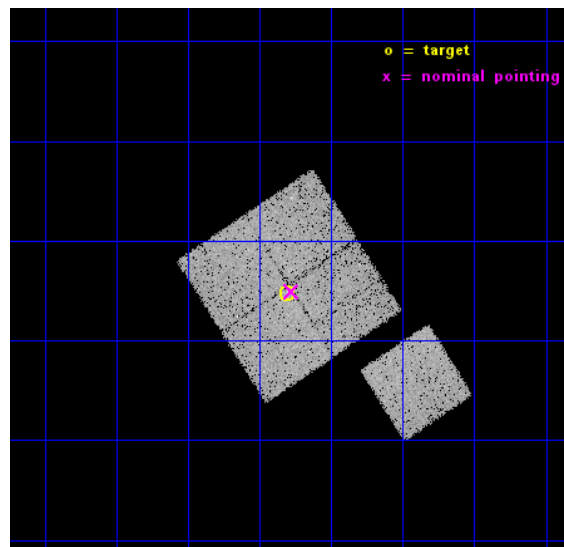 o = target
x = nominal pointing